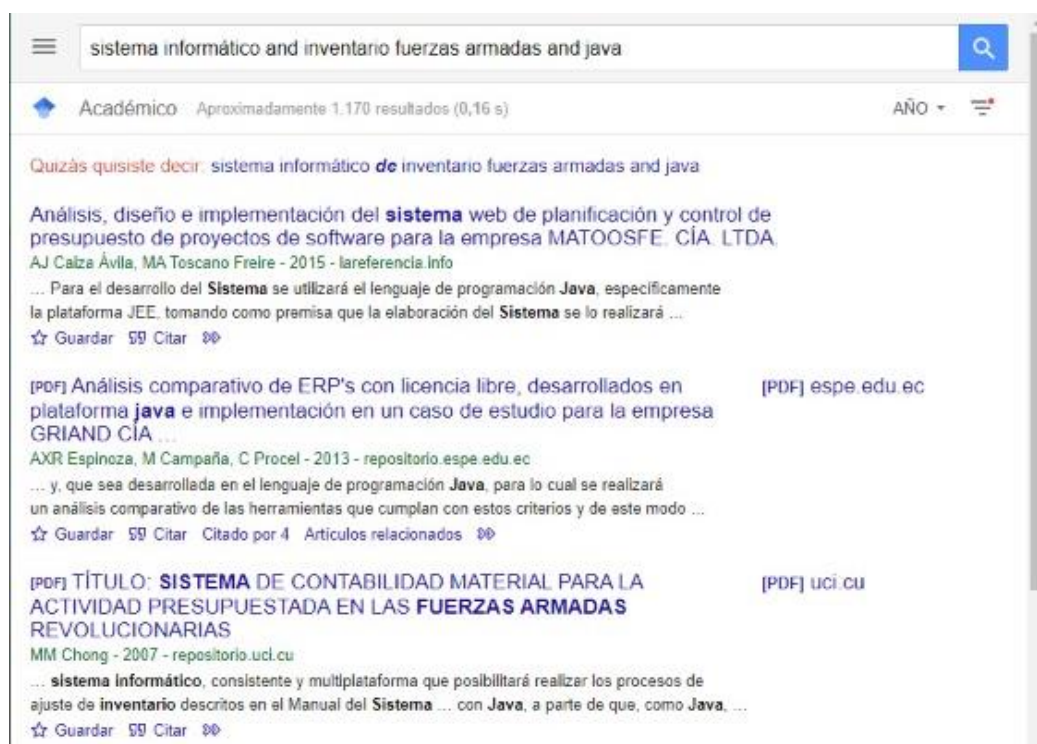 sistema informático and inventario fuerzas armadas and java
Académico Aproximadamente 1.170 resultados (0,16 s) AÑO
Quizás quisiste decir: sistema informático de inventario fuerzas armadas and java
Análisis, diseño e implementación del sistema web de planificación y control de
presupuesto de proyectos de software para la empresa MATOOSFE. CÍA. LTDA.
AJ Caiza Ávila, MA Toscano Freire - 2015 - lareferencia.info
... Para el desarrollo del Sistema se utilizará el lenguaje de programación Java, específicamente
la plataforma JEE, tomando como premisa que la elaboración del Sistema se lo realizará ...
Guardar Citar
[PDF] Análisis comparativo de ERP's con licencia libre, desarrollados en [PDF] espe.edu.ec
plataforma java e implementación en un caso de estudio para la empresa
GRIAND CÍA ...
AXR Espinoza, M Campaña, C Procel - 2013 - repositorio.espe.edu.ec
... y, que sea desarrollada en el lenguaje de programación Java, para lo cual se realizará
un análisis comparativo de las herramientas que cumplan con estos criterios y de este modo ...
Guardar Citar Citado por 4 Artículos relacionados
[PDF] TÍTULO: SISTEMA DE CONTABILIDAD MATERIAL PARA LA [PDF] uci.cu
ACTIVIDAD PRESUPUESTADA EN LAS FUERZAS ARMADAS
REVOLUCIONARIAS
MM Chong - 2007 - repositorio.uci.cu
... sistema informático, consistente y multiplataforma que posibilitará realizar los procesos de
ajuste de inventario descritos en el Manual del Sistema ... con Java, a parte de que, como Java, ...
Guardar Citar